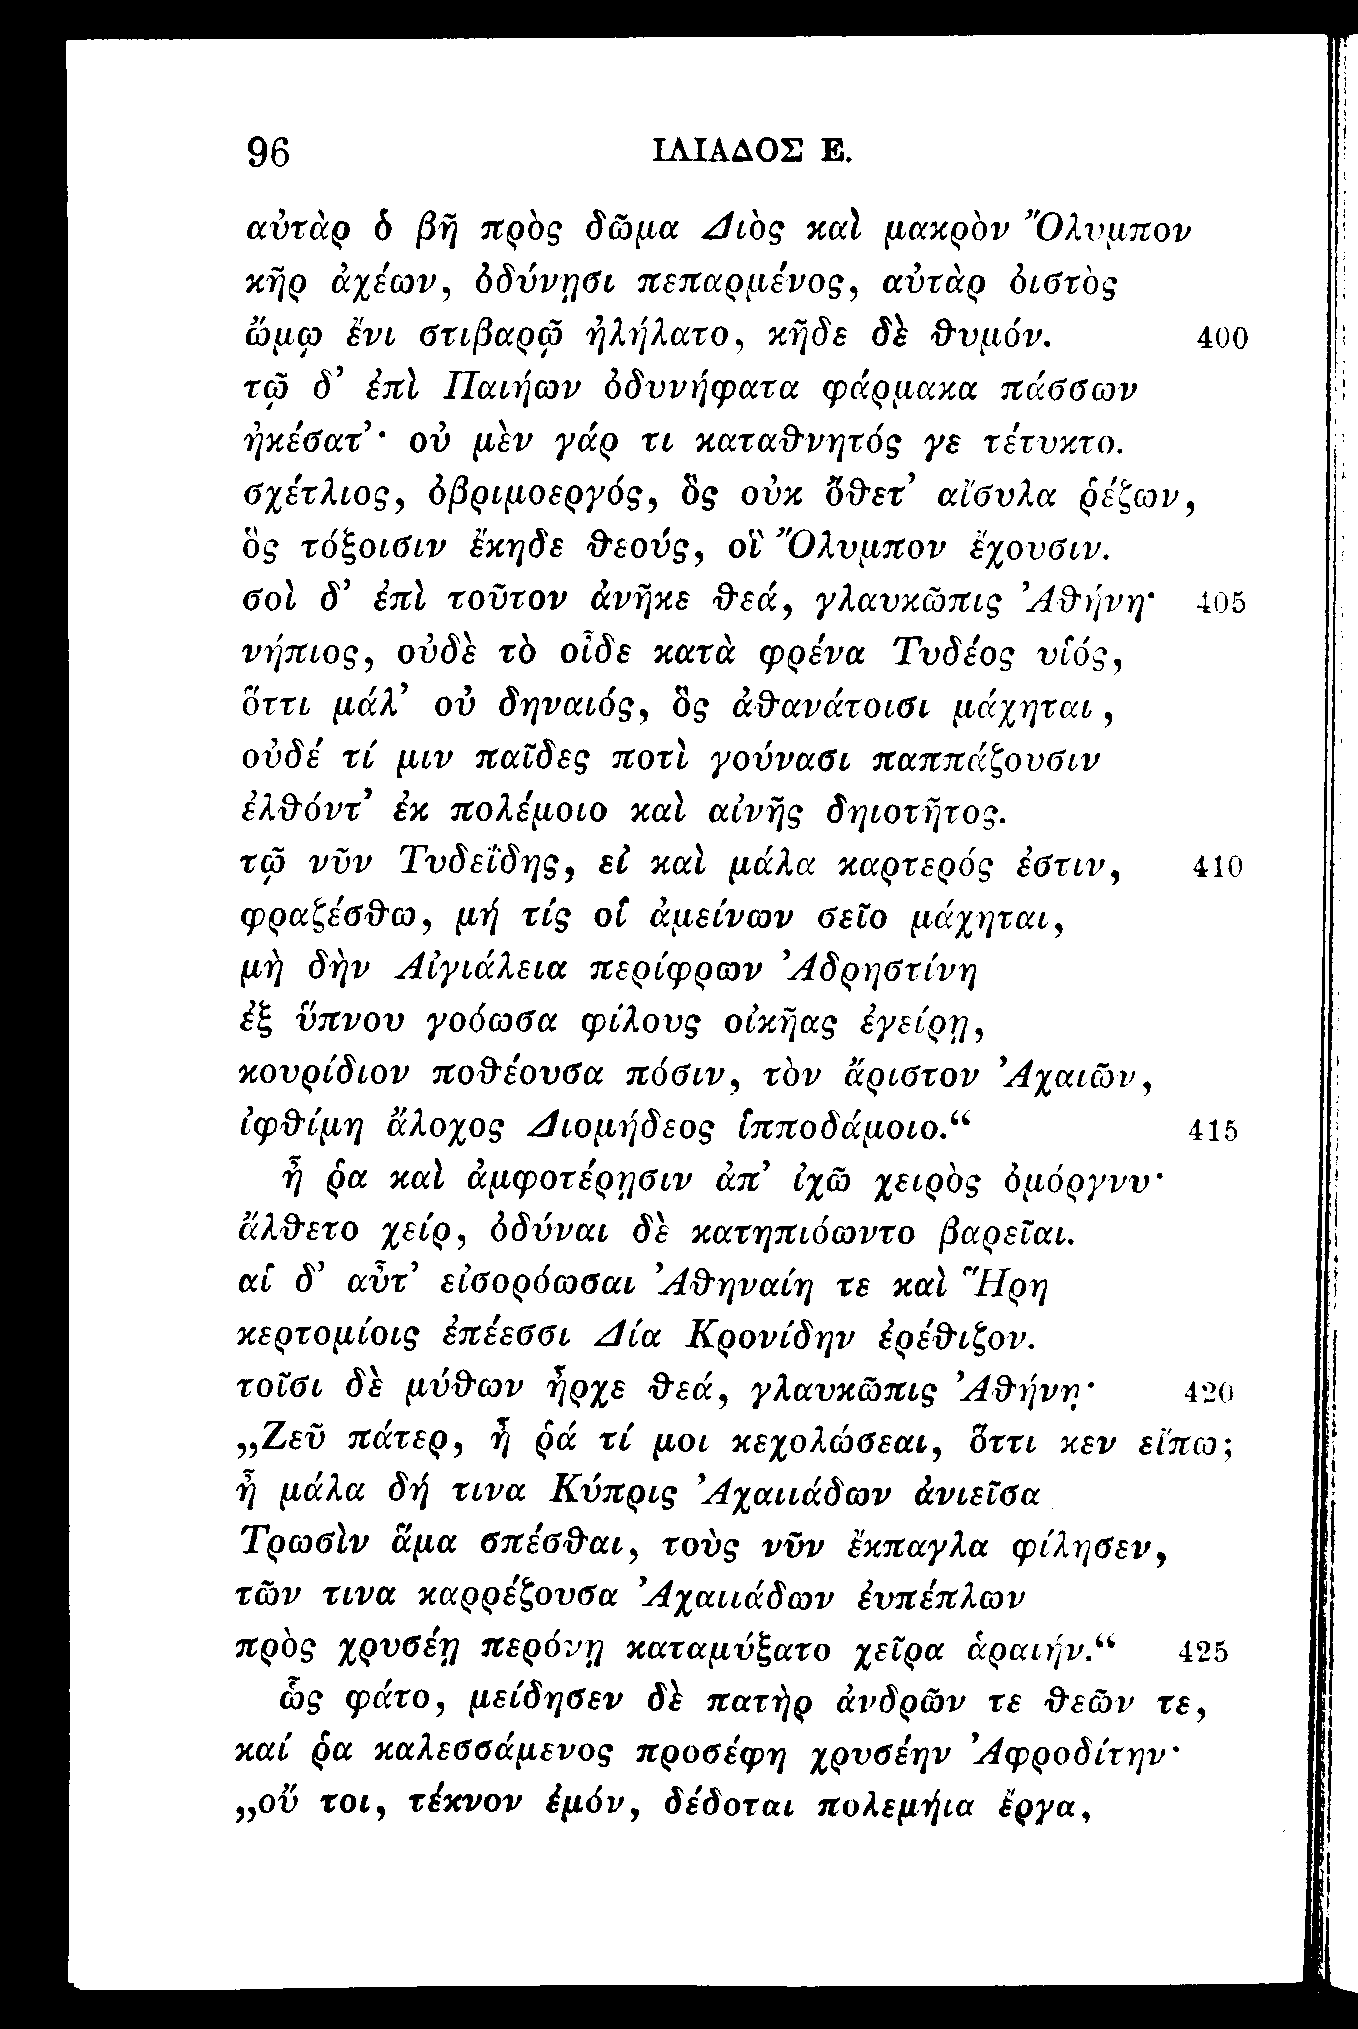 96 ΙΛΙΑΔΟΣ Ε.
αὐτὰρ ὁ βῆ πρὸς δῶμα Διὸς καὶ μακρὸν Ὄλυμπον
κῆρ ἀχέων, ὀδύνῃσι πεπαρμένος, αὐτὰρ ὀιστὸς
ὤμῳ ἔνι στιβαρῷ ἠλήλατο, κῆδε δὲ θυμόν. 400
τῷ δ’ ἐπὶ Παιήων ὀδυνήφατα φάρμακα πάσσων
ἠκέσατ’· οὐ μὲν γάρ τι καταθνητός γε τέτυκτο.
σχέτλιος, ὀβριμοεργός, ὃς οὐκ ὄθετ’ αἴσυλα ῥέζων,
ὃς τόξοισιν ἔκηδε θεούς, οἳ Ὄλυμπον ἔχουσιν.
σοὶ δ’ ἐπὶ τοῦτον ἀνῆκε θεά, γλαυκῶπις Ἀθήνη· 405
νήπιος, οὐδὲ τὸ οἶδε κατὰ φρένα Τυδέος υἱός,
ὅττι μάλ’ οὐ δηναιός, ὃς ἀθανάτοισι μάχηται,
οὐδέ τί μιν παῖδες ποτὶ γούνασι παππάζουσιν
ἐλθόντ’ ἐκ πολέμοιο καὶ αἰνῆς δηιοτῆτος.
τῷ νῦν Τυδεΐδης, εἰ καὶ μάλα καρτερός ἐστιν, 410
φραζέσθω, μή τίς οἱ ἀμείνων σεῖο μάχηται,
μὴ δὴν Αἰγιάλεια περίφρων Ἀδρηστίνη
ἐξ ὕπνου γοόωσα φίλους οἰκῆας ἐγείρῃ,
κουρίδιον ποθέουσα πόσιν, τὸν ἄριστον Ἀχαιῶν,
ἰφθίμη ἄλοχος Διομήδεος ἱπποδάμοιο.“ 415
ἦ ῥα καὶ ἀμφοτέρῃσιν ἀπ’ ἰχῶ χειρὸς ὀμόργνυ·
ἄλθετο χείρ, ὀδύναι δὲ κατηπιόωντο βαρεῖαι.
αἱ δ’ αὖτ’ εἰσορόωσαι Ἀθηναίη τε καὶ Ἥρη
κερτομίοις ἐπέεσσι Δία Κρονίδην ἐρέθιζον.
τοῖσι δὲ μύθων ἦρχε θεά, γλαυκῶπις Ἀθήνη· 420
„Ζεῦ πάτερ, ἦ ῥά τί μοι κεχολώσεαι, ὅττι κεν εἴπω;
ἦ μάλα δή τινα Κύπρις Ἀχαιιάδων ἀνιεῖσα
Τρωσὶν ἅμα σπέσθαι, τοὺς νῦν ἔκπαγλα φίλησεν,
τῶν τινα καρρέζουσα Ἀχαιιάδων ἐυπέπλων
πρὸς χρυσέῃ περόνῃ καταμύξατο χεῖρα ἀραιήν.“ 425
ὣς φάτο, μείδησεν δὲ πατὴρ ἀνδρῶν τε θεῶν τε,
καί ῥα καλεσσάμενος προσέφη χρυσέην Ἀφροδίτην·
„οὔ τοι, τέκνον ἐμόν, δέδοται πολεμήια ἔργα,